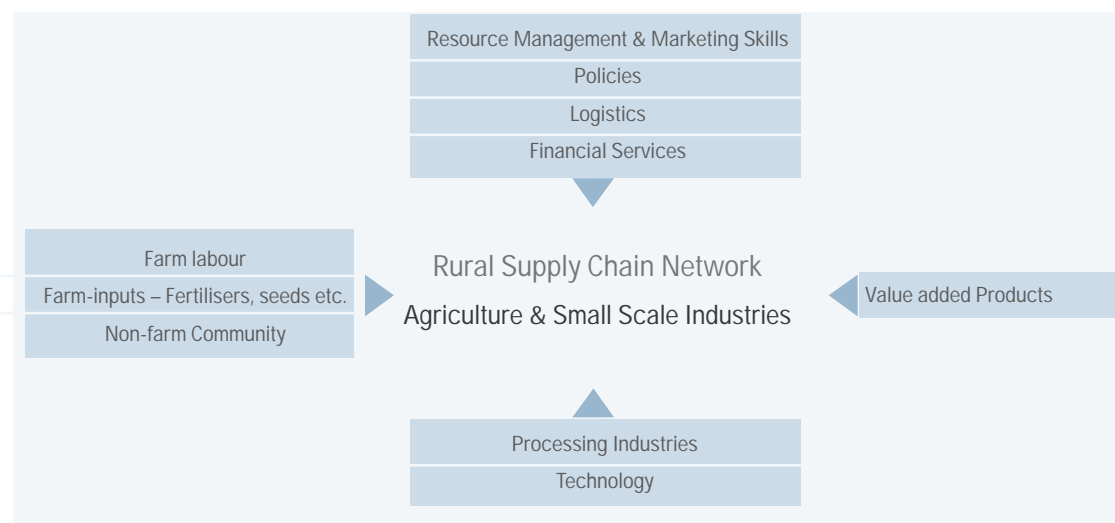 Resource Management & Marketing Skills
Policies
Logistics
Financial Services
Farm labour
Farm-inputs – Fertilisers, seeds etc.
Non-farm Community
Rural Supply Chain Network
Agriculture & Small Scale Industries
Value added Products
Processing Industries
Technology